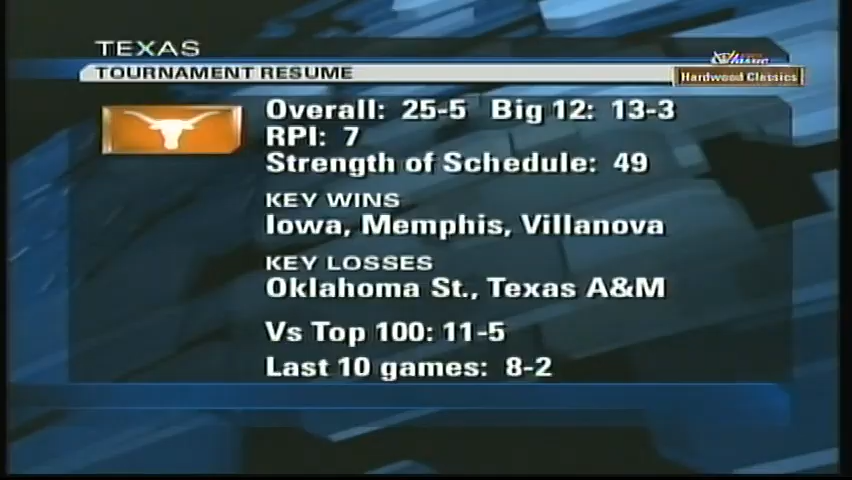 TEXAS
TOURNAMENT RESUME
Classic
Hardwood Classics
Overall: 25-5 Big 12: 13-3
RPI: 7
Strength of Schedule: 49
KEY WINS
Iowa, Memphis, Villanova
KEY LOSSES
Oklahoma St., Texas A&M
Vs Top 100: 11-5
Last 10 games: 8-2